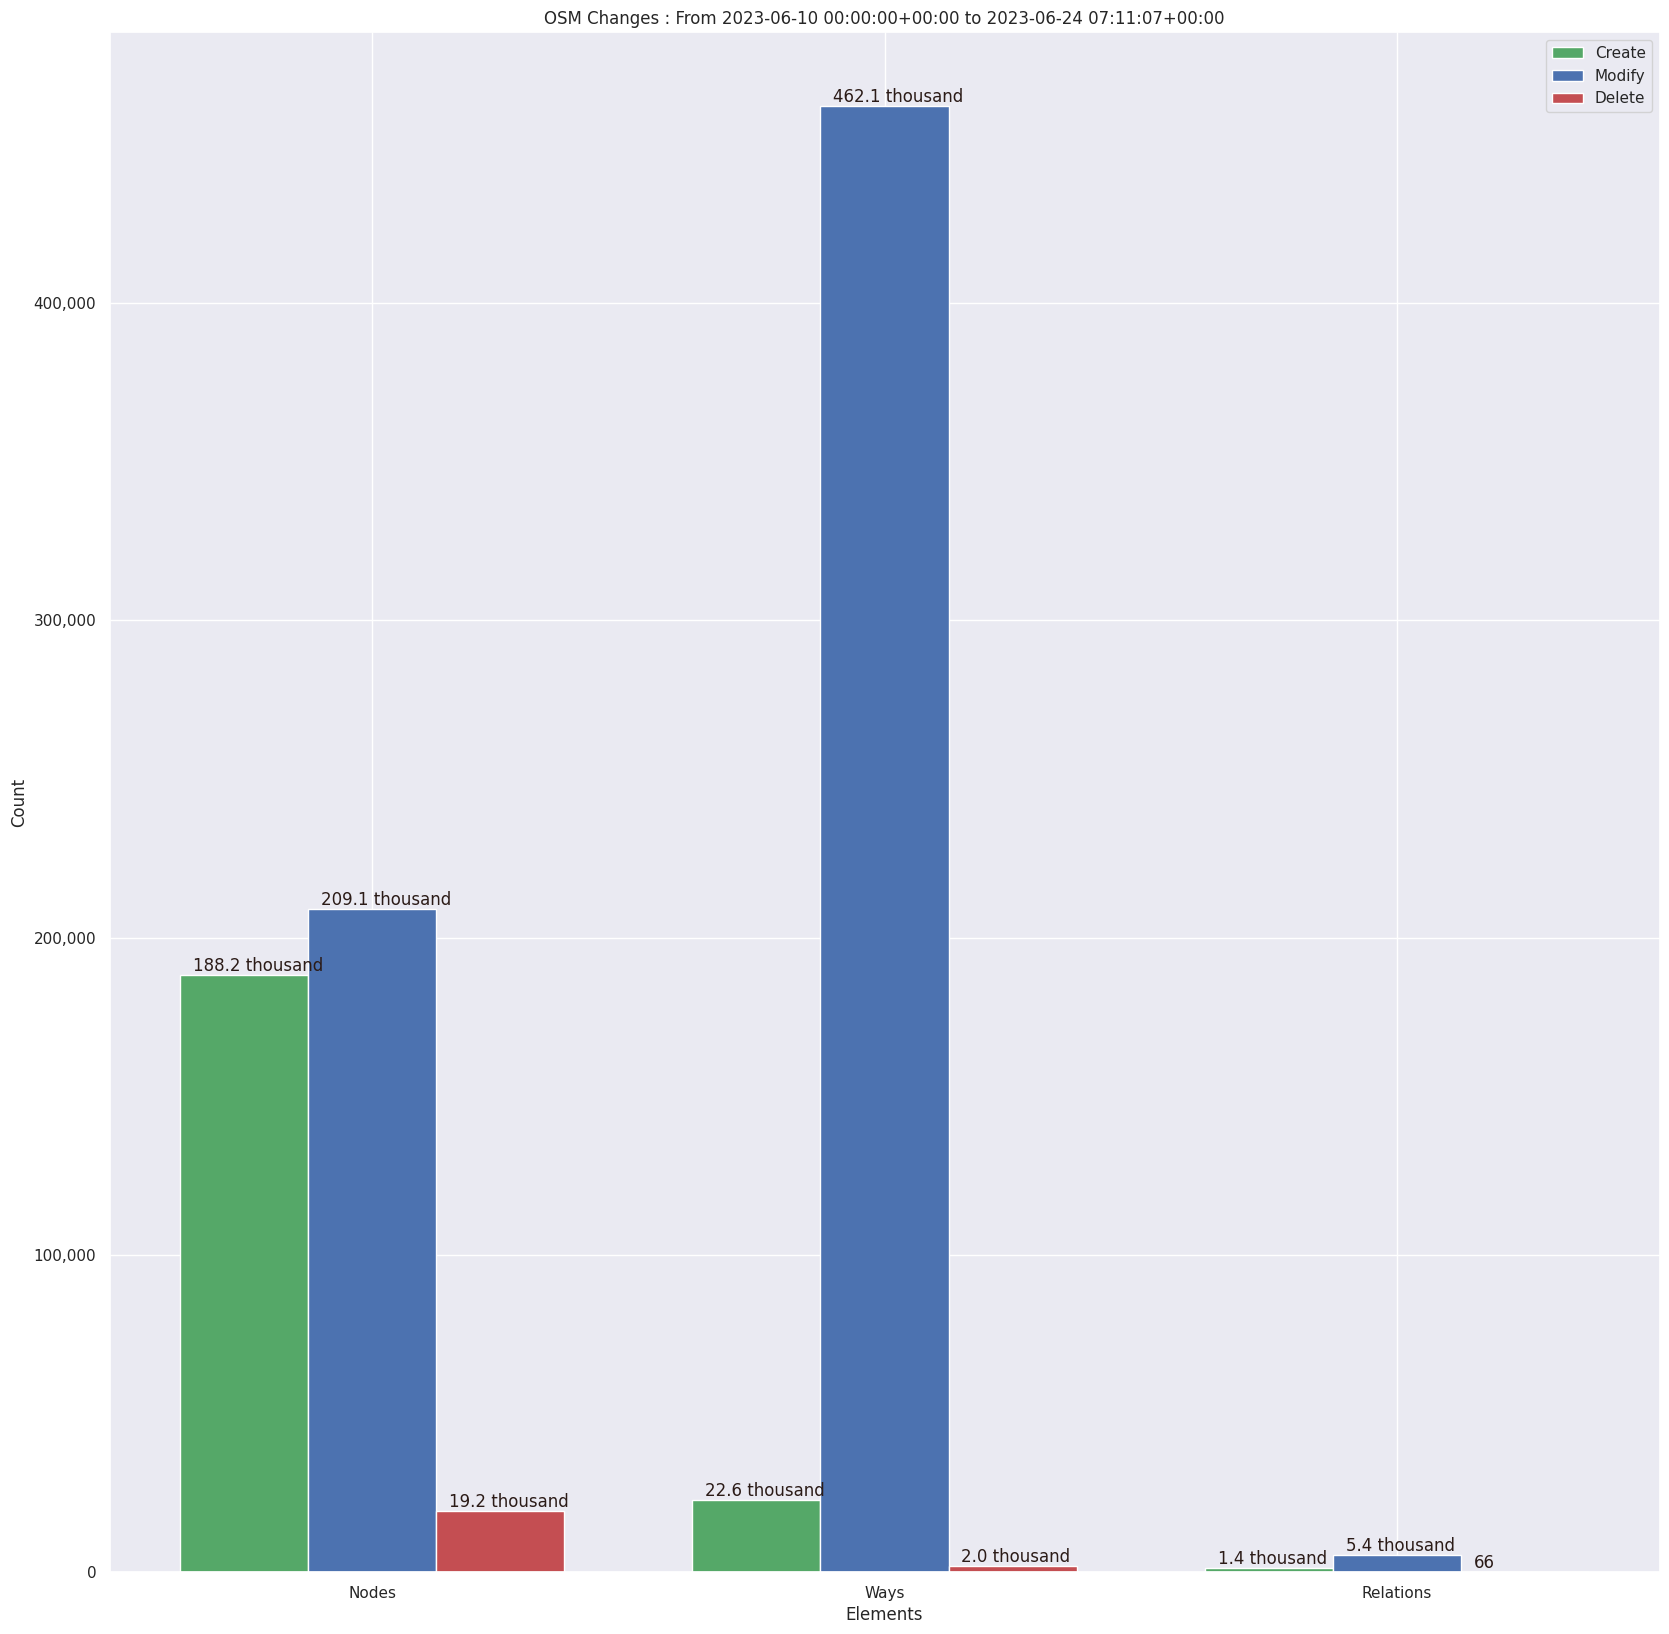 OSM Changes : From 2023-06-10 00:00:00+00:00 to 2023-06-24 07:11:07+00:00
Create
Modify
Delete
462.1 thousand
400,000
300,000
Count
209.1 thousand
200,000
188.2 thousand
100,000
22.6 thousand
19.2 thousand
5.4 thousand
2.0 thousand
1.4 thousand
66
0
Nodes
Ways
Relations
Elements